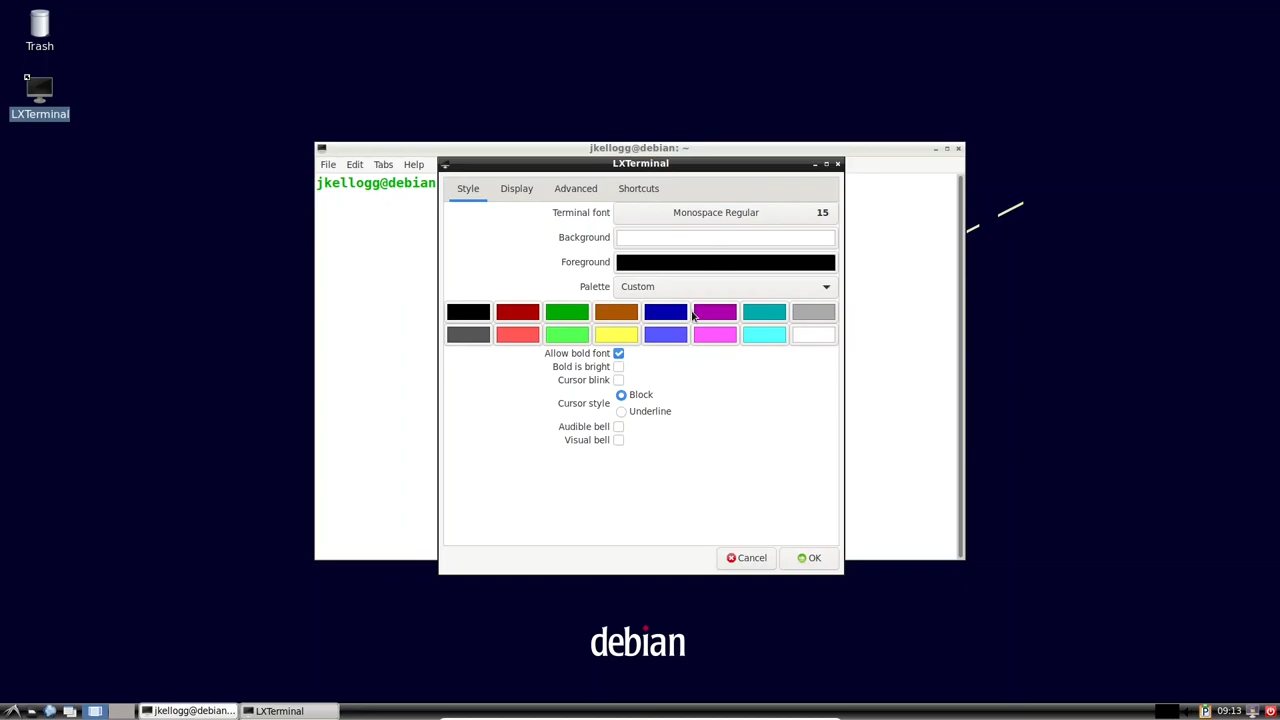 Trash
LXTerminal
jkellogg@debian: ~
File Edit Tabs Help
jkellogg@debian
LXTerminal
Style Display Advanced Shortcuts
Terminal font Monospace Regular 15
Background
Foreground
Palette Custom
Allow bold font
Bold is bright
Cursor blink
Cursor style Block
Underline
Audible bell
Visual bell
Cancel OK
debian
jkellogg@debian... LXTerminal 09:13